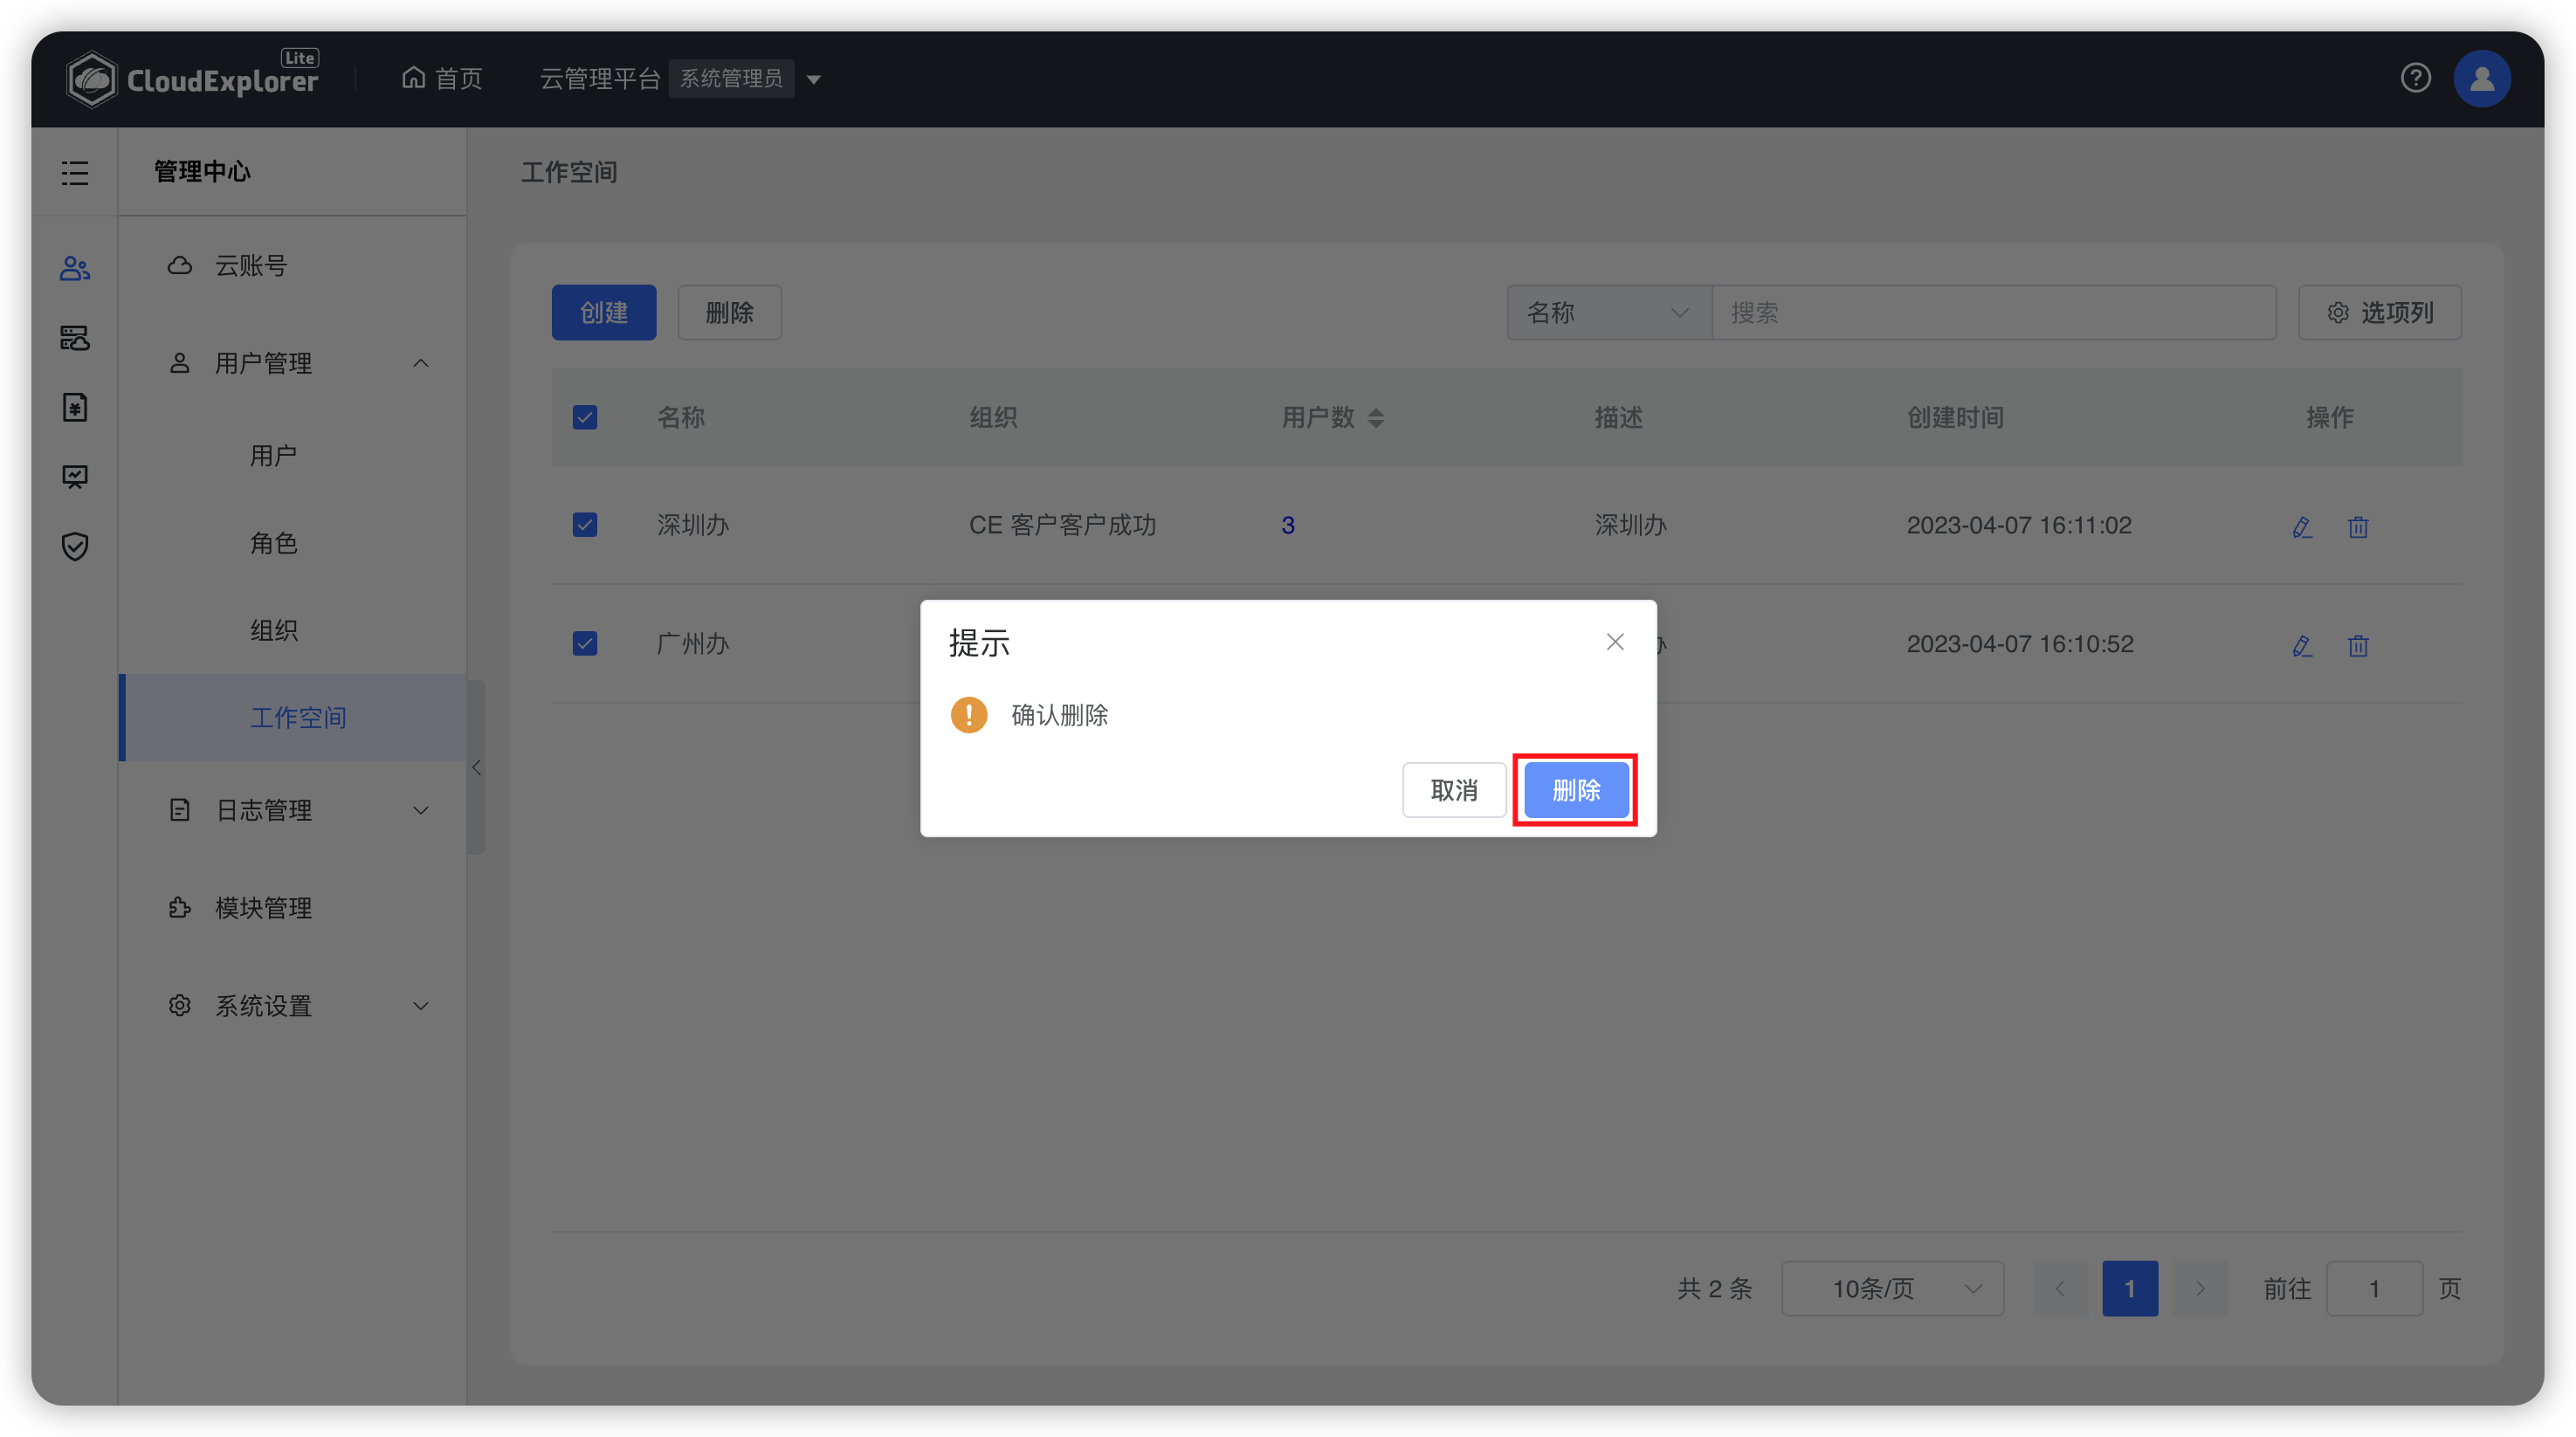 CloudExplorer Lite
首页
云管理平台 系统管理员
管理中心
云账号
用户管理
用户
角色
组织
工作空间
日志管理
模块管理
系统设置
工作空间
创建 删除 名称 搜索 选项列
名称 组织 用户数 描述 创建时间 操作
深圳办 CE 客户客户成功 3 深圳办 2023-04-07 16:11:02
广州办 2023-04-07 16:10:52
提示
确认删除
取消 删除
共 2 条 10条/页 1 前往 1 页